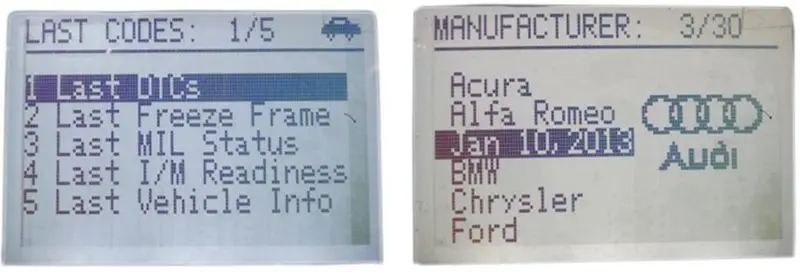 LAST CODES: 1/5
1 Last DTCs
2 Last Freeze Frame
3 Last MIL Status
4 Last I/M Readiness
5 Last Vehicle Info
MANUFACTURER: 3/30
Acura
Alfa Romeo
Jan 10, 2013
BMW
Chrysler
Ford
Audi